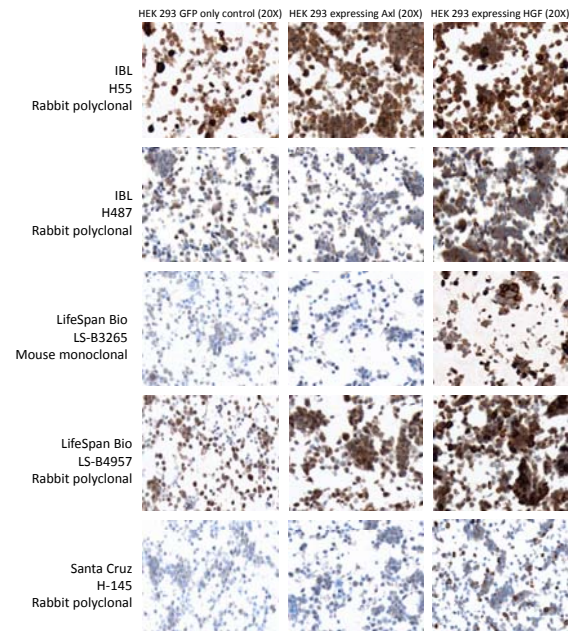 HEK 293 GFP only control (20X) HEK 293 expressing Axl (20X) HEK 293 expressing HGF (20X)
IBL
H55
Rabbit polyclonal
IBL
H487
Rabbit polyclonal
LifeSpan Bio
LS-B3265
Mouse monoclonal
LifeSpan Bio
LS-B4957
Rabbit polyclonal
Santa Cruz
H-145
Rabbit polyclonal